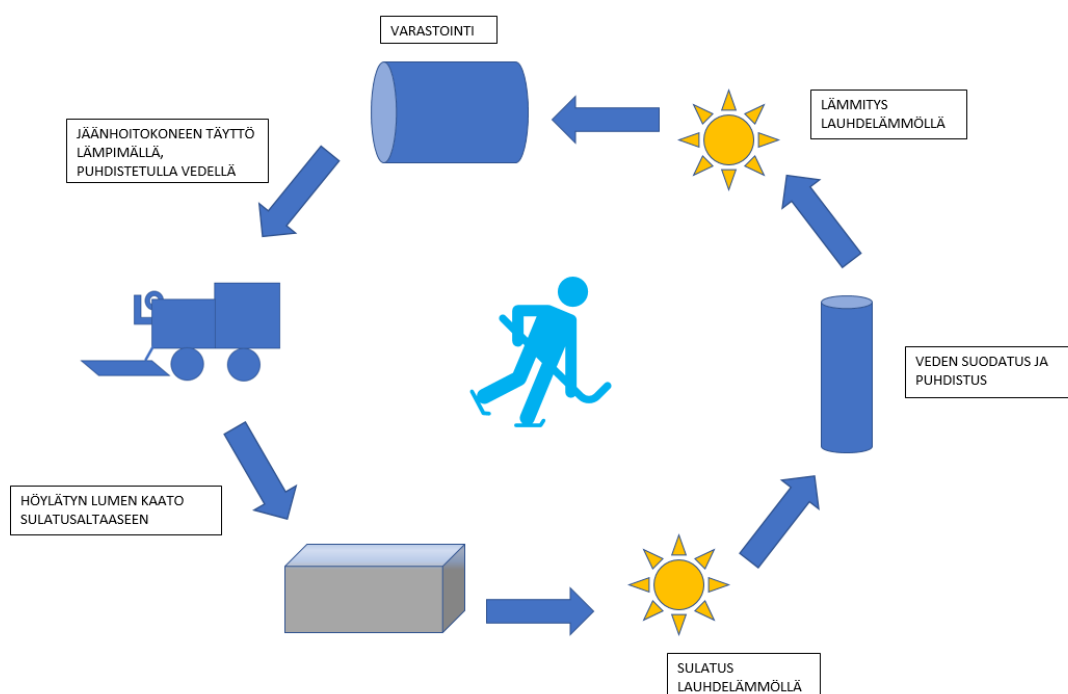 VARASTOINTI
LÄMMITYS
LAUHDELÄMMÖLLÄ
JÄÄNHOITOKONEEN TÄYTTÖ
LÄMPIMÄLLÄ,
PUHDISTETULLA VEDELLÄ
VEDEN SUODATUS JA
PUHDISTUS
HÖYLÄTYN LUMEN KAATO
SULATUSALTAASEEN
SULATUS
LAUHDELÄMMÖLLÄ